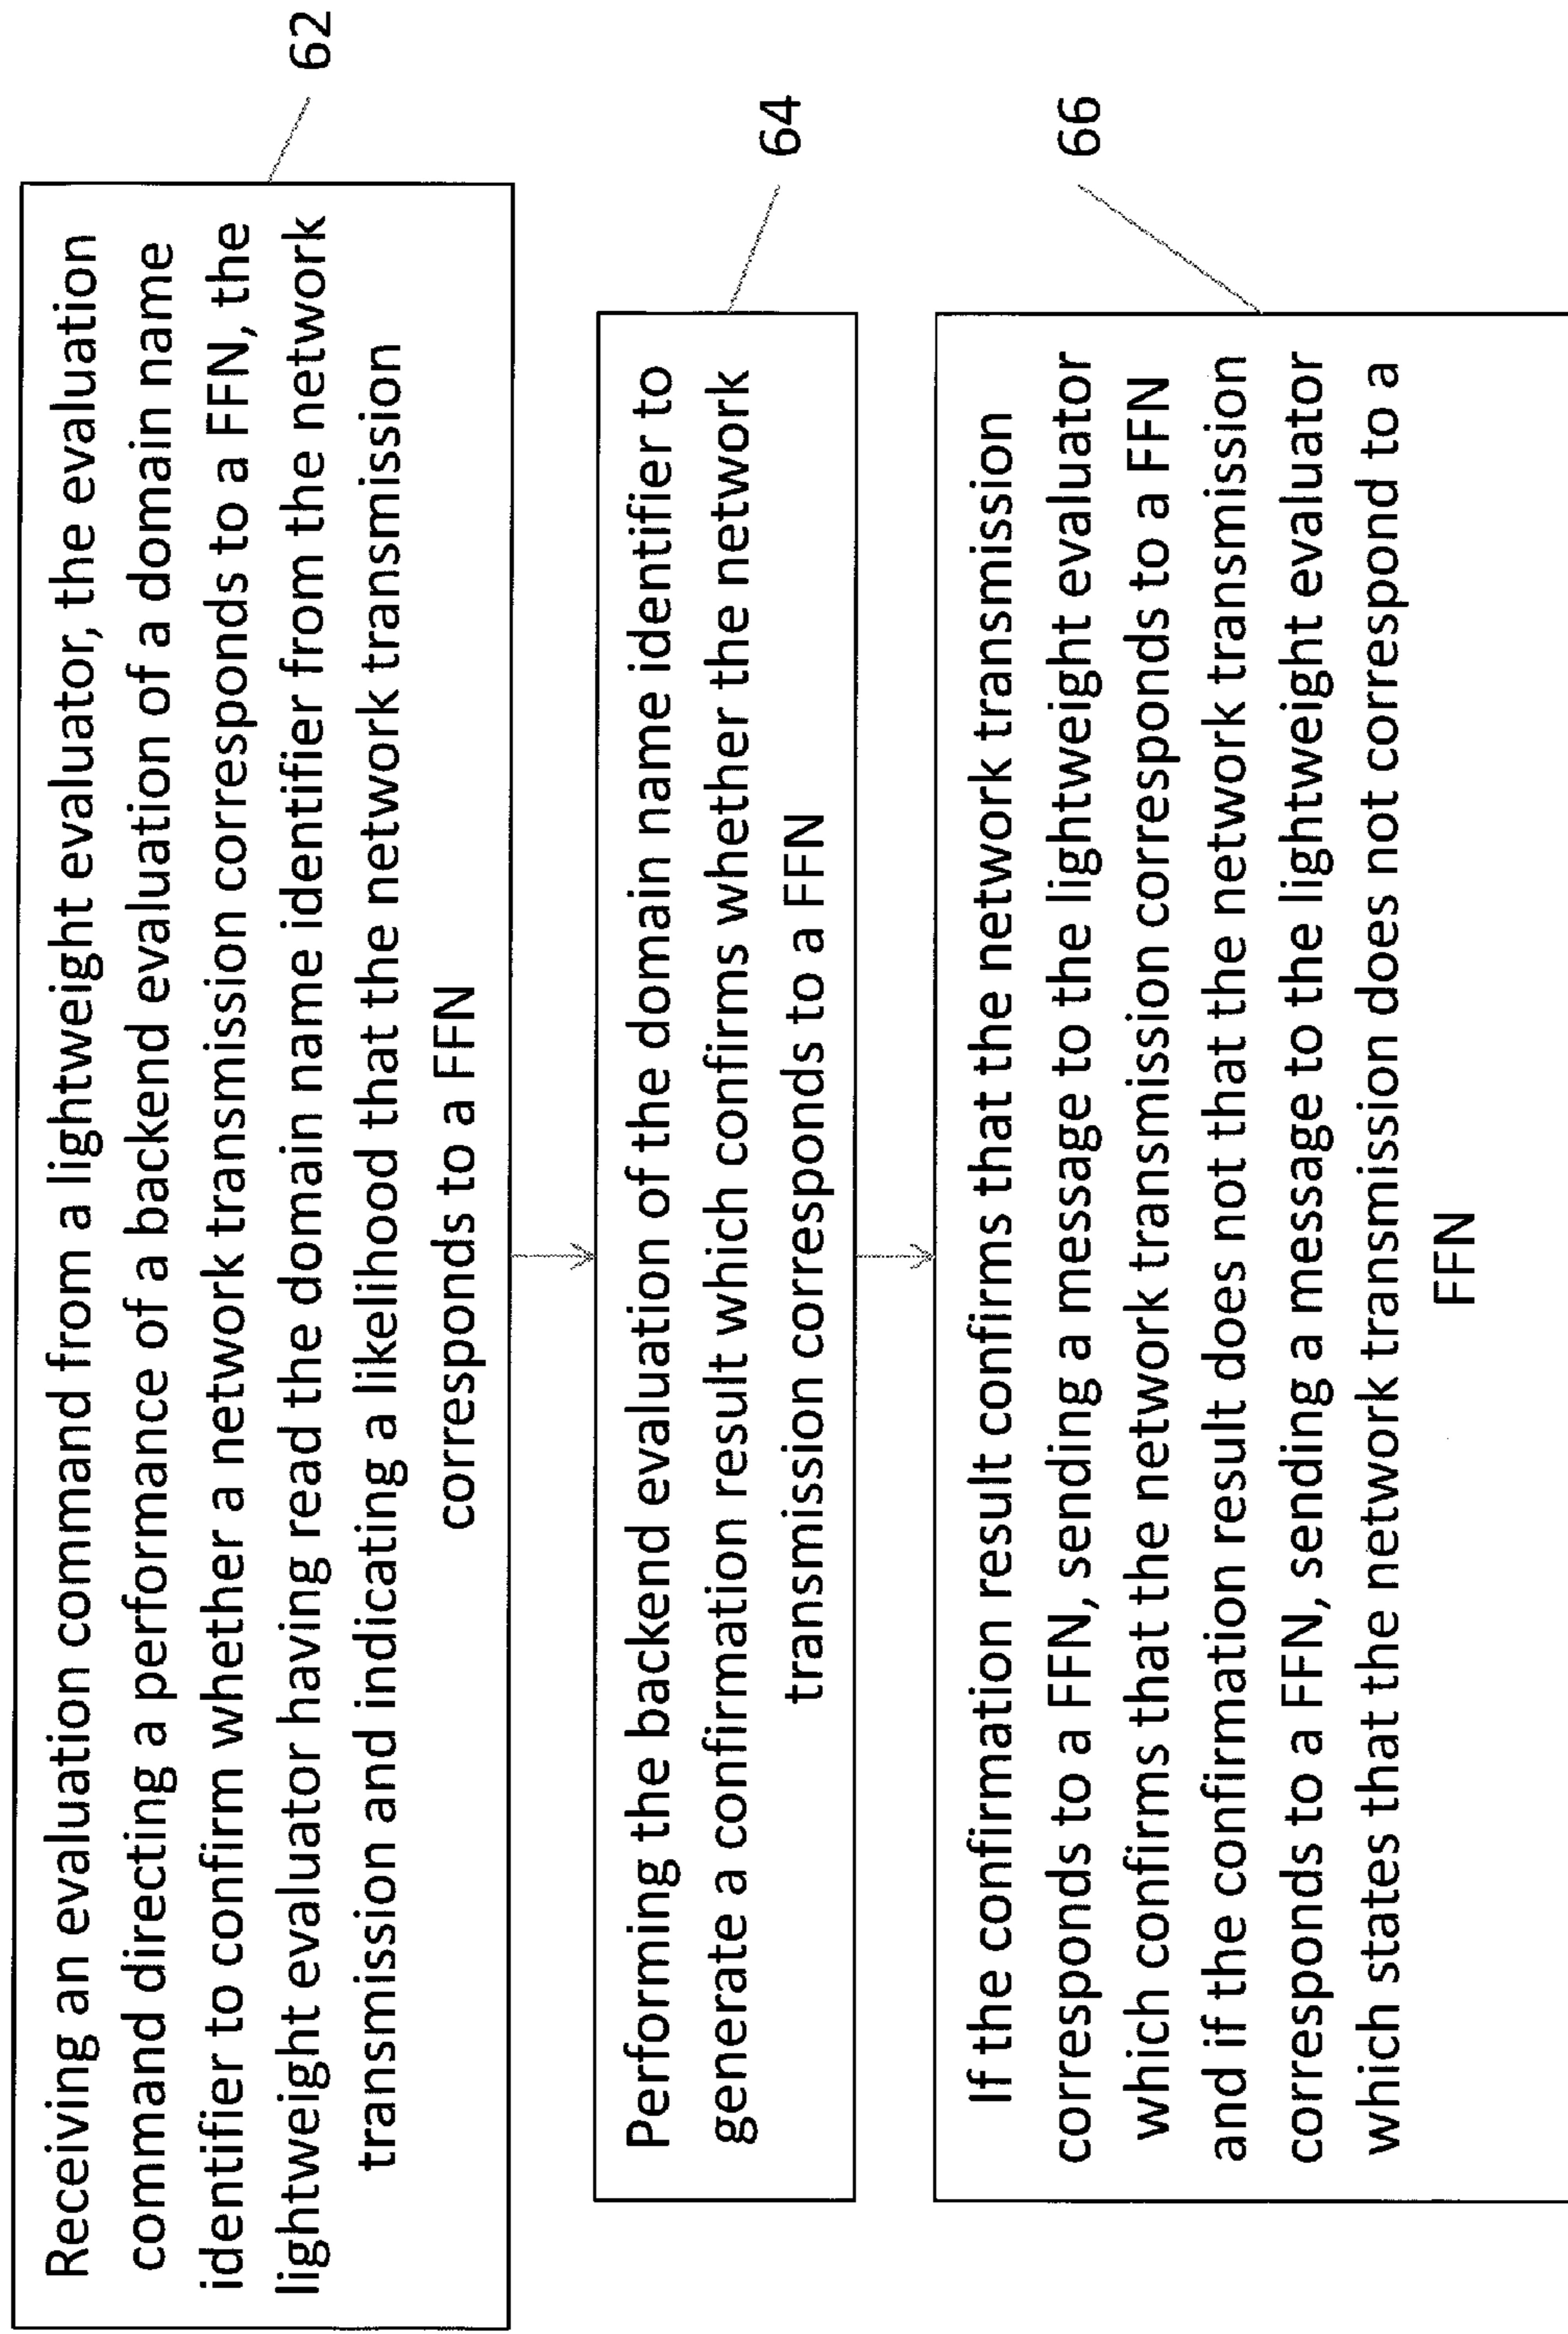 Receiving an evaluation command from a lightweight evaluator, the evaluation
command directing a performance of a backend evaluation of a domain name
identifier to confirm whether a network transmission corresponds to a FFN, the
lightweight evaluator having read the domain name identifier from the network
transmission and indicating a likelihood that the network transmission
corresponds to a FFN
62
Performing the backend evaluation of the domain name identifier to
generate a confirmation result which confirms whether the network
transmission corresponds to a FFN
64
If the confirmation result confirms that the network transmission
corresponds to a FFN, sending a message to the lightweight evaluator
which confirms that the network transmission corresponds to a FFN
and if the confirmation result does not that the network transmission
corresponds to a FFN, sending a message to the lightweight evaluator
which states that the network transmission does not correspond to a
FFN
66